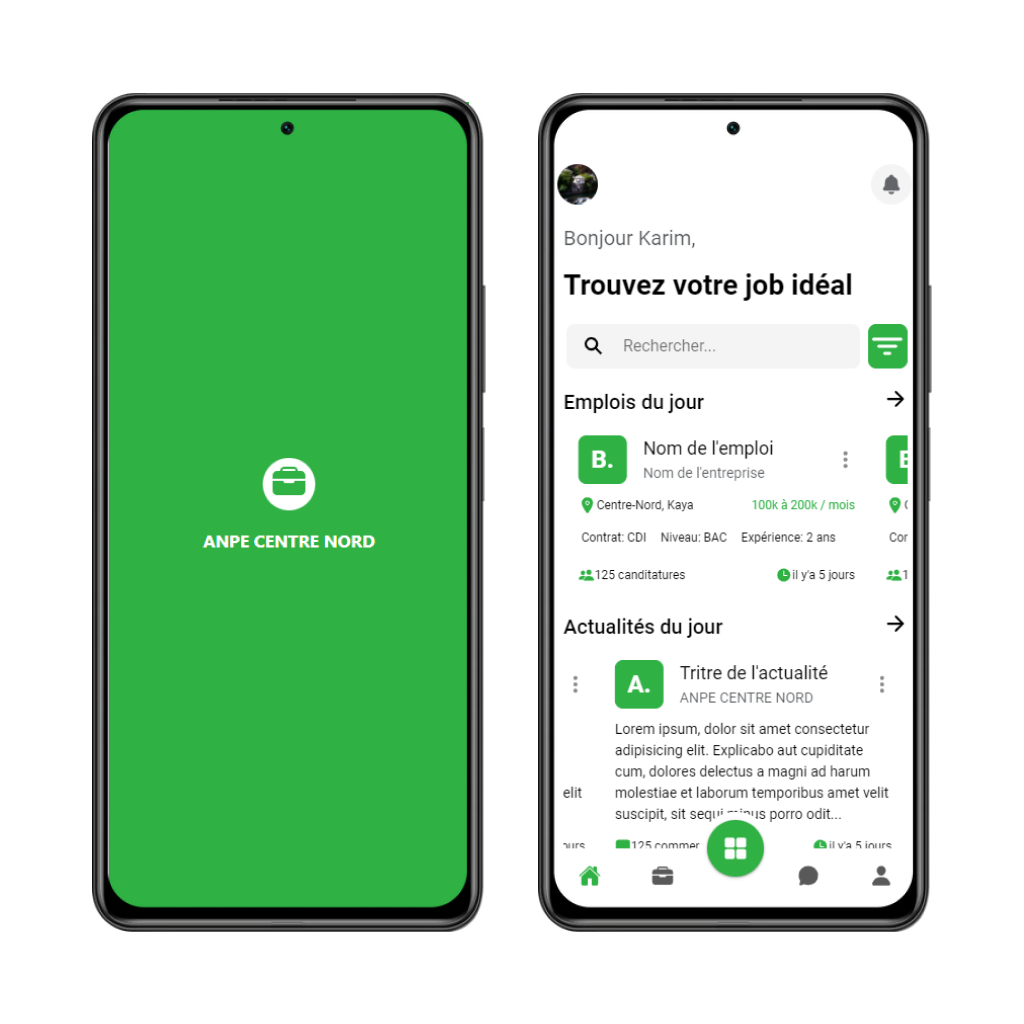 ANPE CENTRE NORD
Bonjour Karim,
Trouvez votre job idéal
Rechercher...
Emplois du jour
B.
Nom de l'emploi
Nom de l'entreprise
Centre-Nord, Kaya
100k à 200k / mois
Contrat: CDI Niveau: BAC Expérience: 2 ans
Cor
125 canditatures
il y'a 5 jours
1
Actualités du jour
A.
Tritre de l'actualité
ANPE CENTRE NORD
Lorem ipsum, dolor sit amet consectetur
adipisicing elit. Explicabo aut cupiditate
cum, dolores delectus a magni ad harum
elit
molestiae et laborum temporibus amet velit
suscipit, sit sequi minus porro odit...
ours
125 commer
il y'a 5 jours